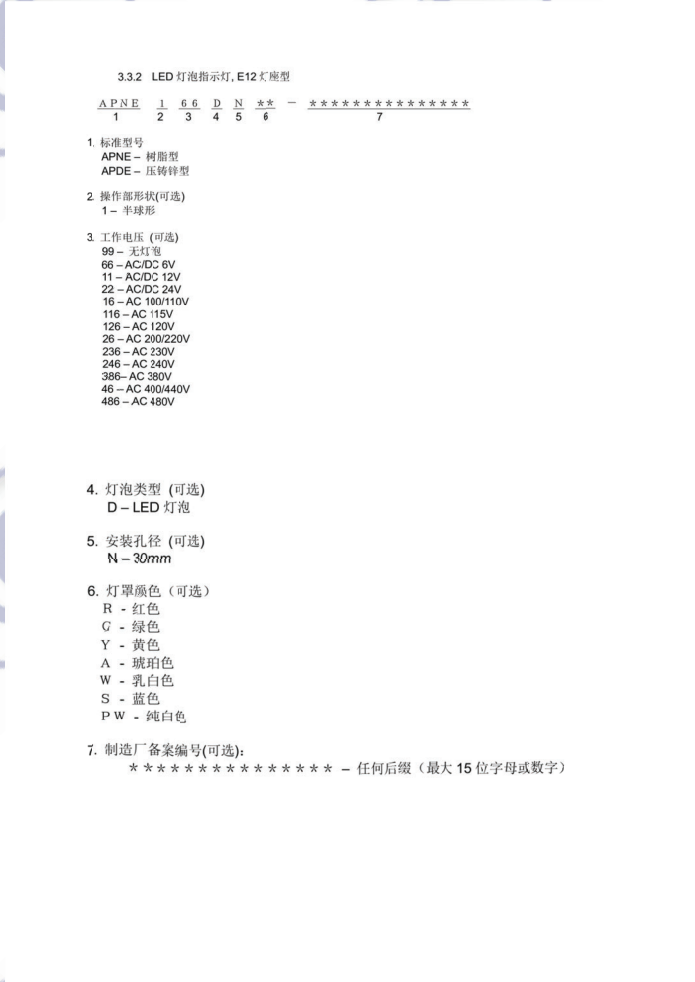 3.3.2 LED 灯泡指示灯, E12 灯座型
APNE 1 66 D N ** － ***************
1 2 3 4 5 6 7
1. 标准型号
APNE – 树脂型
APDE – 压铸锌型
2. 操作部形状(可选)
1 – 半球形
3. 工作电压 (可选)
99 – 无灯泡
66 – AC/DC 6V
11 – AC/DC 12V
22 – AC/DC 24V
16 – AC 100/110V
116 – AC 115V
126 – AC 120V
26 – AC 200/220V
236 – AC 230V
246 – AC 240V
386– AC 380V
46 – AC 400/440V
486 – AC 480V
4. 灯泡类型 (可选)
D – LED 灯泡
5. 安装孔径 (可选)
N – 30mm
6. 灯罩颜色（可选）
R - 红色
G - 绿色
Y - 黄色
A - 琥珀色
W - 乳白色
S - 蓝色
PW - 纯白色
7. 制造厂备案编号(可选):
*************** – 任何后缀（最大 15 位字母或数字）